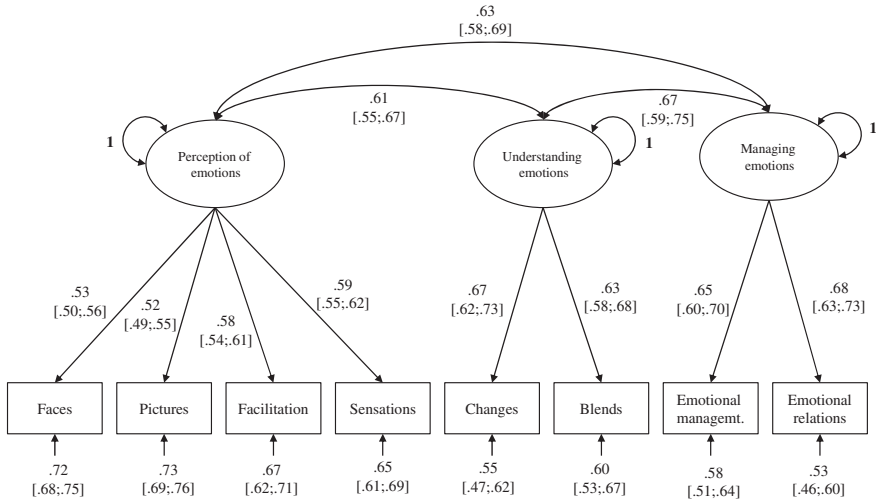 .63
[.58;.69]
.61
[.55;.67]
.67
[.59;.75]
1
1
1
Perception of
emotions
Understanding
emotions
Managing
emotions
.53
[.50;.56]
.52
[.49;.55]
.58
[.54;.61]
.59
[.55;.62]
.67
[.62;.73]
.63
[.58;.68]
.65
[.60;.70]
.68
[.63;.73]
Faces
Pictures
Facilitation
Sensations
Changes
Blends
Emotional
managemt.
Emotional
relations
.72
[.68;.75]
.73
[.69;.76]
.67
[.62;.71]
.65
[.61;.69]
.55
[.47;.62]
.60
[.53;.67]
.58
[.51;.64]
.53
[.46;.60]